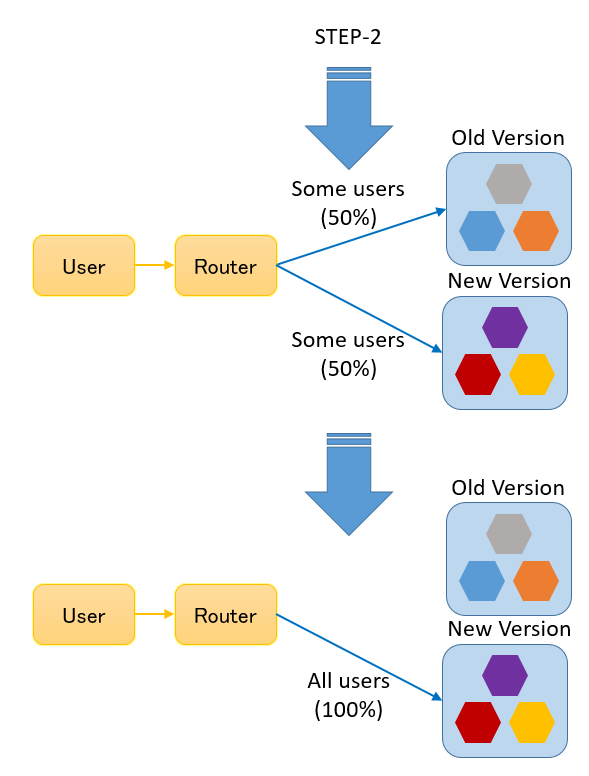 STEP-2
Old Version
Some users
(50%)
User
Router
New Version
Some users
(50%)
Old Version
User
Router
New Version
All users
(100%)